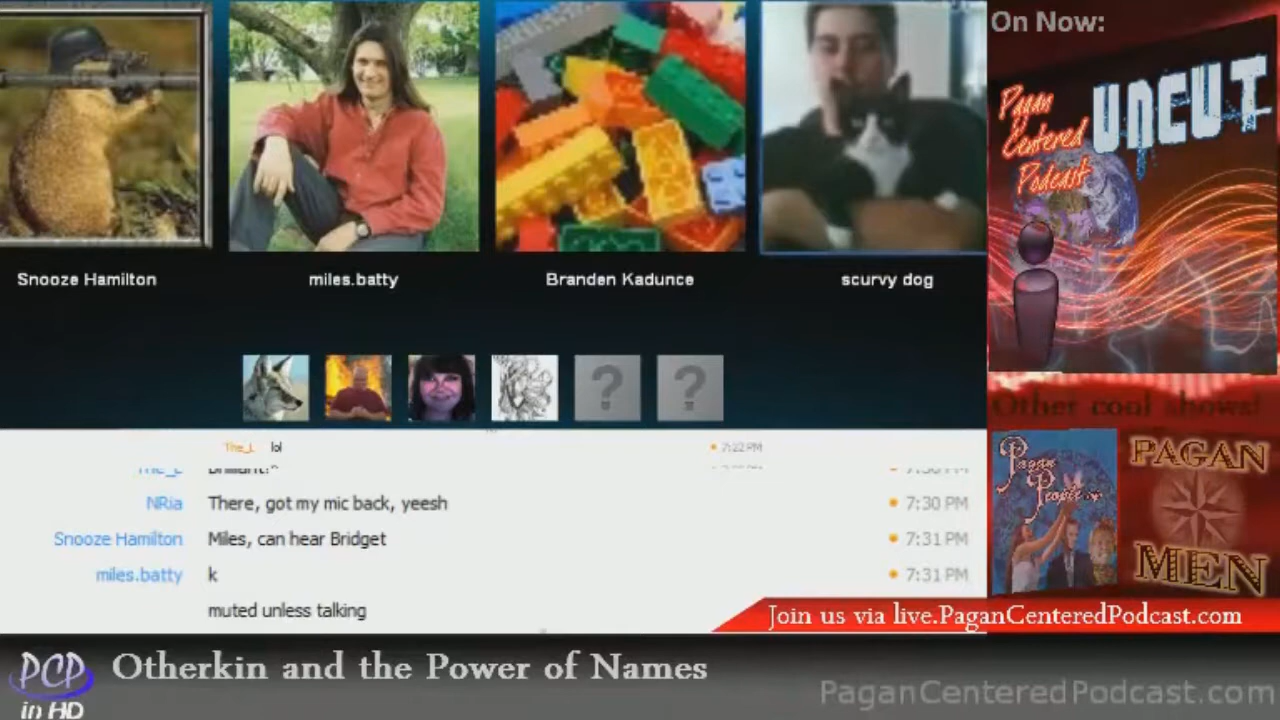 On Now:
Pagan
Centered
Podcast
UNCUT
Snooze Hamilton
miles.batty
Branden Kadunce
scurvy dog
Other cool shows!
The_L lol 7:22 PM
NRia There, got my mic back, yeesh 7:30 PM
Snooze Hamilton Miles, can hear Bridget 7:31 PM
miles.batty k 7:31 PM
muted unless talking
Pagan
People
PAGAN
MEN
Join us via live.PaganCenteredPodcast.com
PCP
in HD
Otherkin and the Power of Names
PaganCenteredPodcast.com